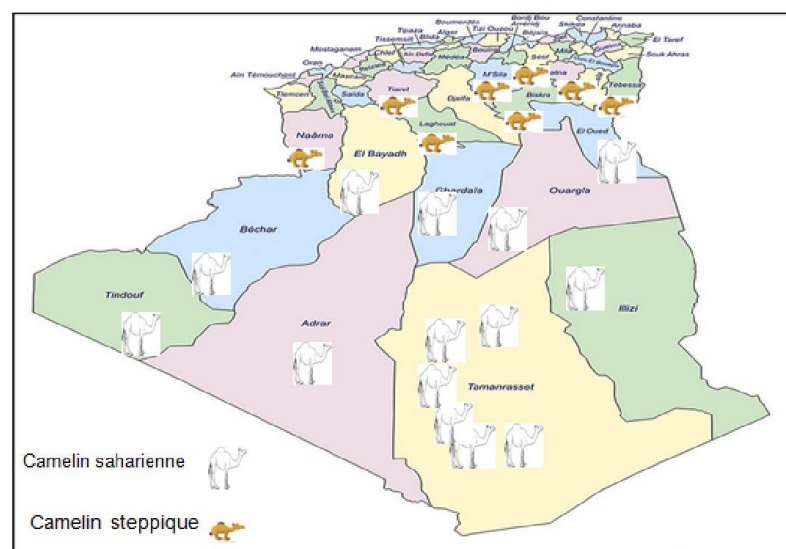 Boumerdés
Tizi Ouzou
Bordj Bou
Arréridj
Constantine
Skikda
Annaba
Tipaza
Blida
Alger
Béjaïa
El Taref
Tissemsilt
Mostaganem
Chlef
Médéa
Bouira
Sétif
Mila
Souk Ahras
Oran
Aïn Témouchent
Mascara
M'Sila
Tlemcen
Saïda
Tiaret
Djelfa
Biskra
Tébessa
Laghouat
El Oued
Naâma
El Bayadh
Ghardaïa
Ouargla
Béchar
Tindouf
Adrar
Illizi
Tamanrasset
Camelin saharienne
Camelin steppique